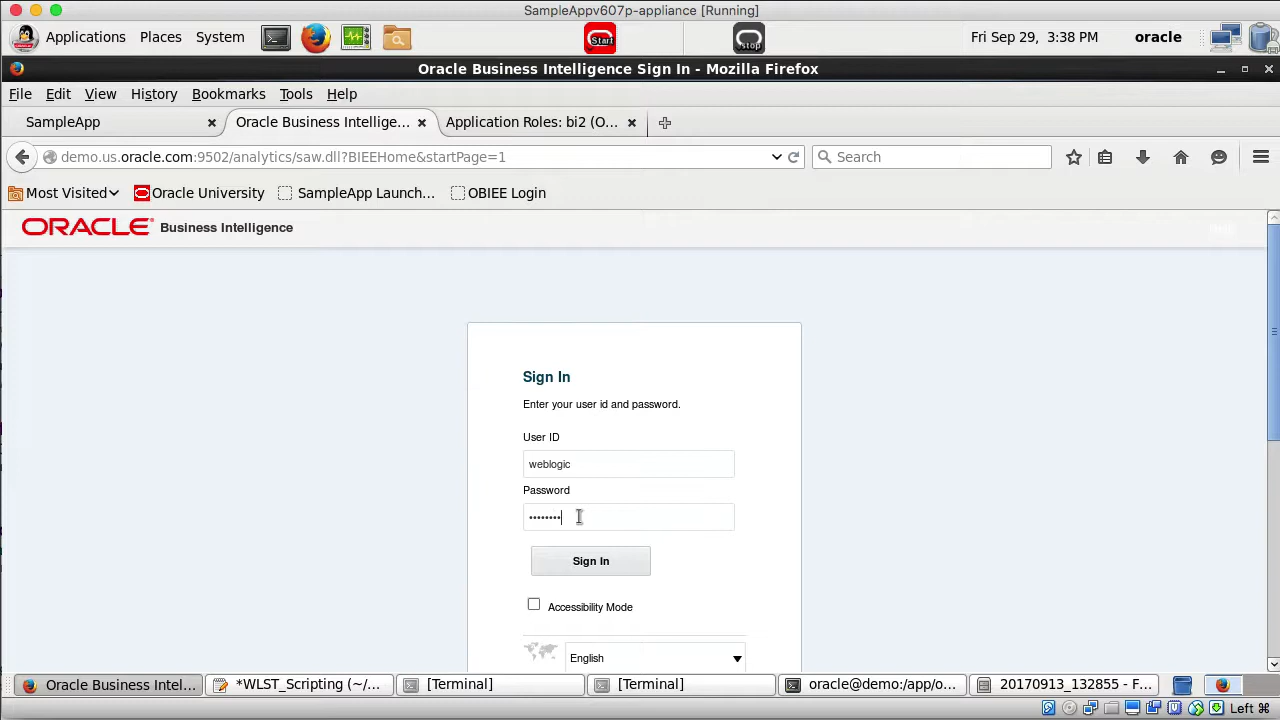 SampleAppv607p-appliance [Running]
Applications Places System Start stop Fri Sep 29, 3:38 PM oracle
Oracle Business Intelligence Sign In - Mozilla Firefox
File Edit View History Bookmarks Tools Help
SampleApp Oracle Business Intellige... Application Roles: bi2 (O...
demo.us.oracle.com:9502/analytics/saw.dll?BIEEHome&startPage=1 Search
Most Visited Oracle University SampleApp Launch... OBIEE Login
ORACLE Business Intelligence
Sign In
Enter your user id and password.
User ID
weblogic
Password
••••••••
Sign In
Accessibility Mode
English
Oracle Business Intel... *WLST_Scripting (~/... [Terminal] [Terminal] oracle@demo:/app/o... 20170913_132855 - F...
Left ⌘